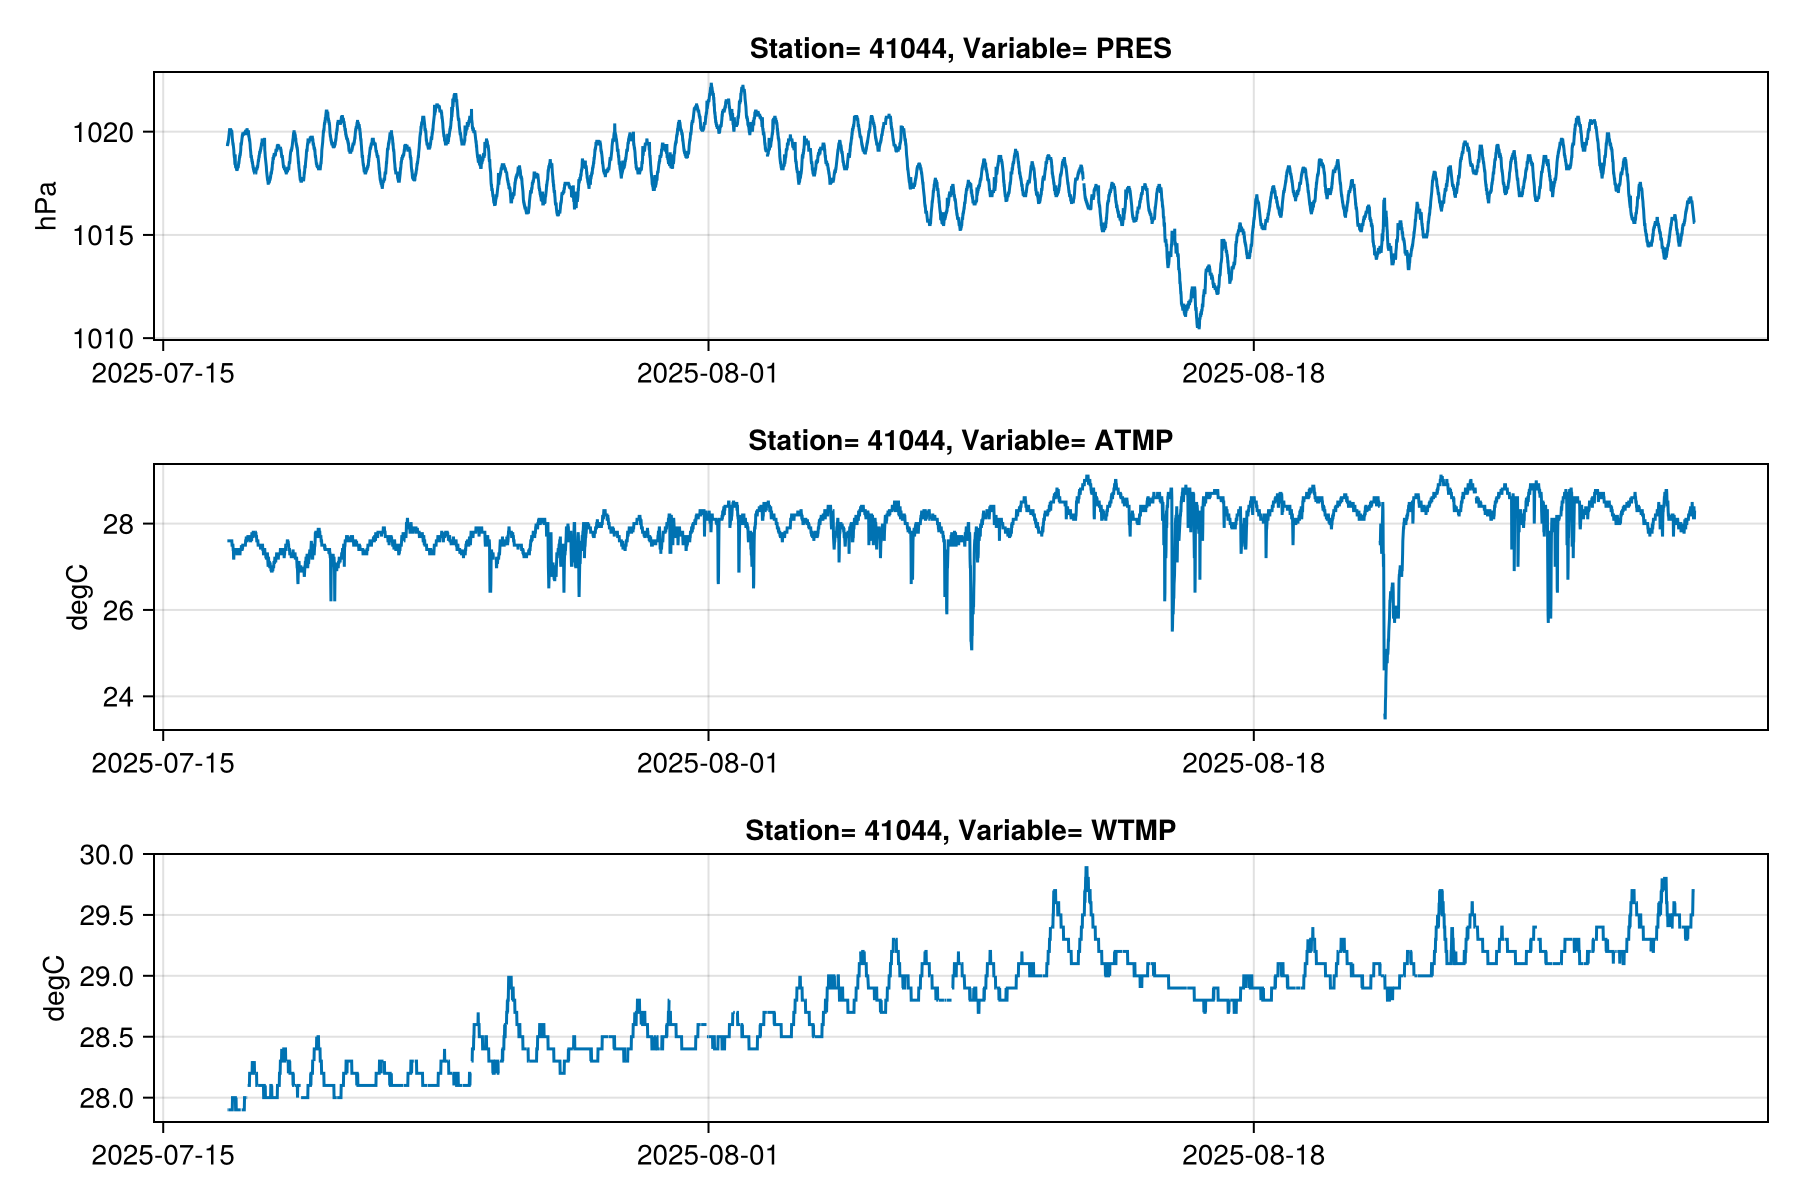 Station= 41044, Variable= PRES
hPa
1020
1015
1010
2025-07-15 2025-08-01 2025-08-18
Station= 41044, Variable= ATMP
degC
28
26
24
2025-07-15 2025-08-01 2025-08-18
Station= 41044, Variable= WTMP
degC
30.0
29.5
29.0
28.5
28.0
2025-07-15 2025-08-01 2025-08-18